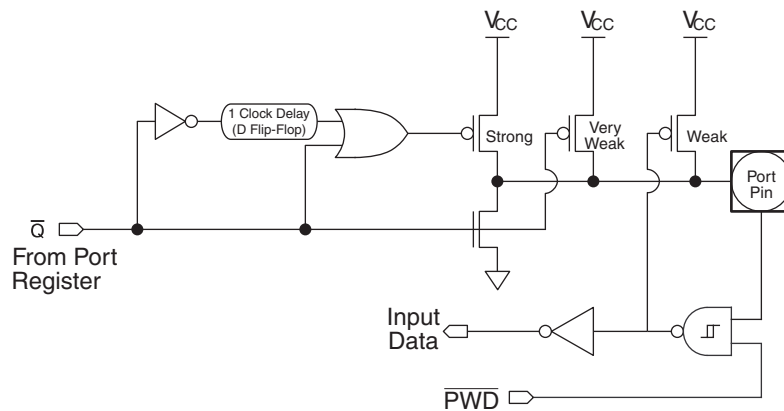 VCC VCC VCC
1 Clock Delay
(D Flip-Flop)
Strong
Very
Weak
Weak
Port
Pin
Q̅
From Port
Register
Input
Data
P̅W̅D̅